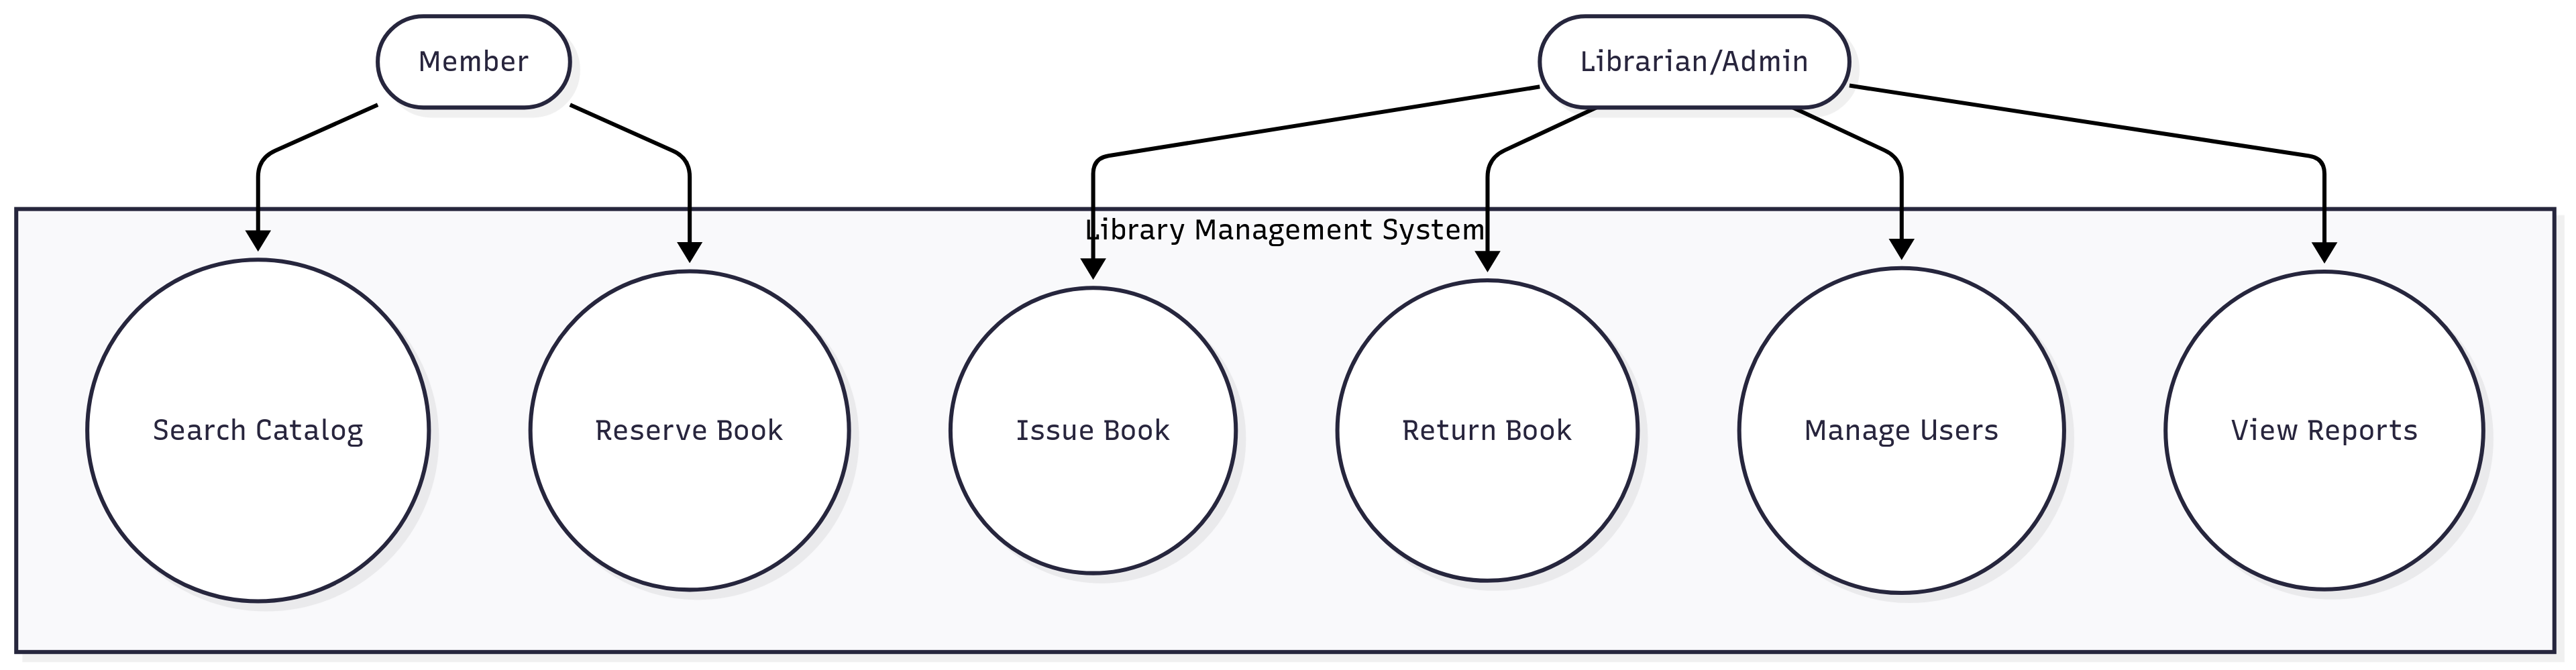 Member
Librarian/Admin
Library Management System
Search Catalog
Reserve Book
Issue Book
Return Book
Manage Users
View Reports